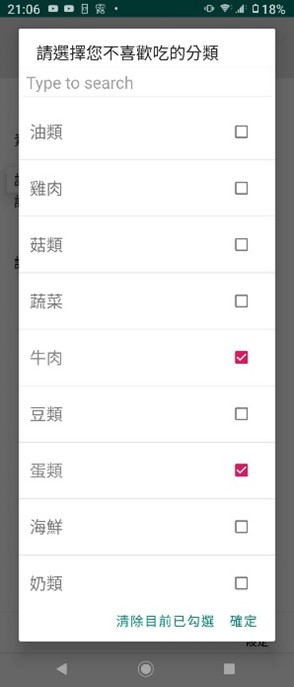 21:06
18%
請選擇您不喜歡吃的分類
Type to search
油類
雞肉
菇類
蔬菜
牛肉
豆類
蛋類
海鮮
奶類
清除目前已勾選 確定